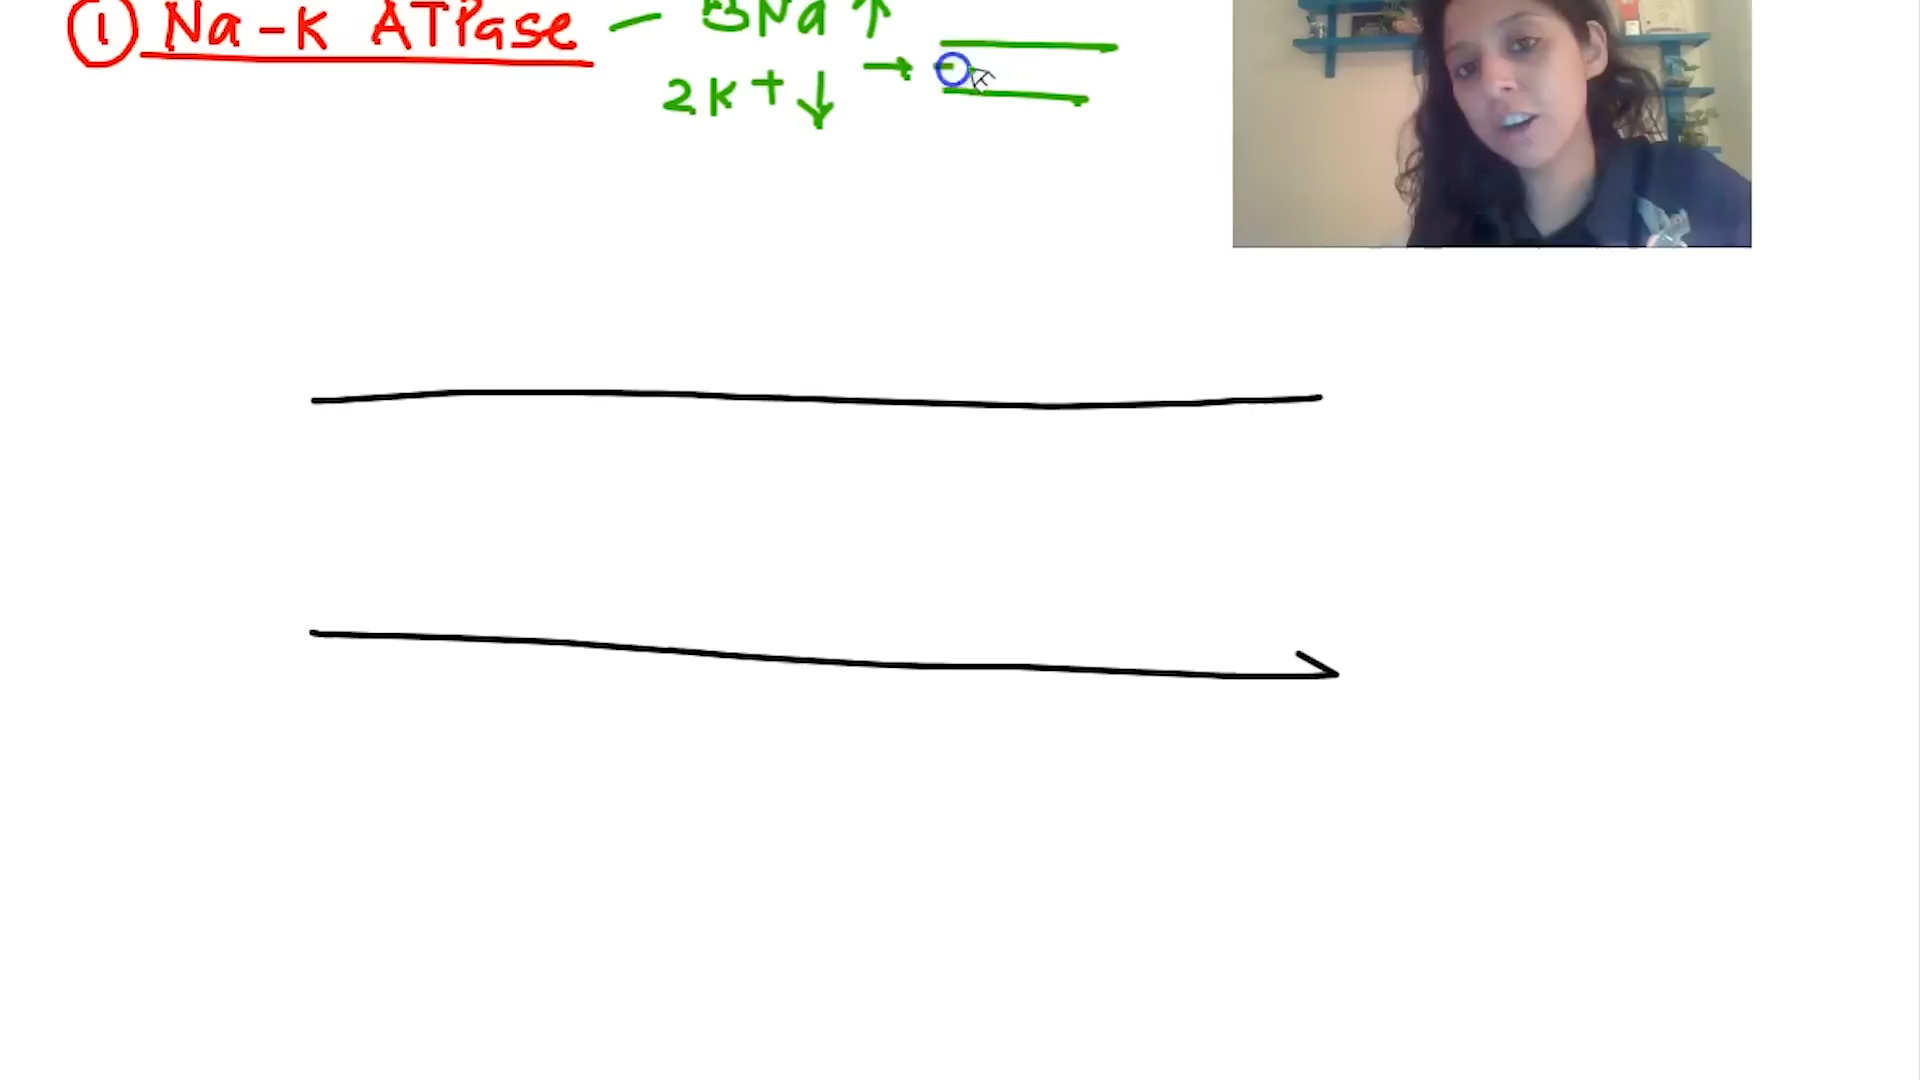 ① Na-K ATPase — 3Na ↑
2K+ ↓ →